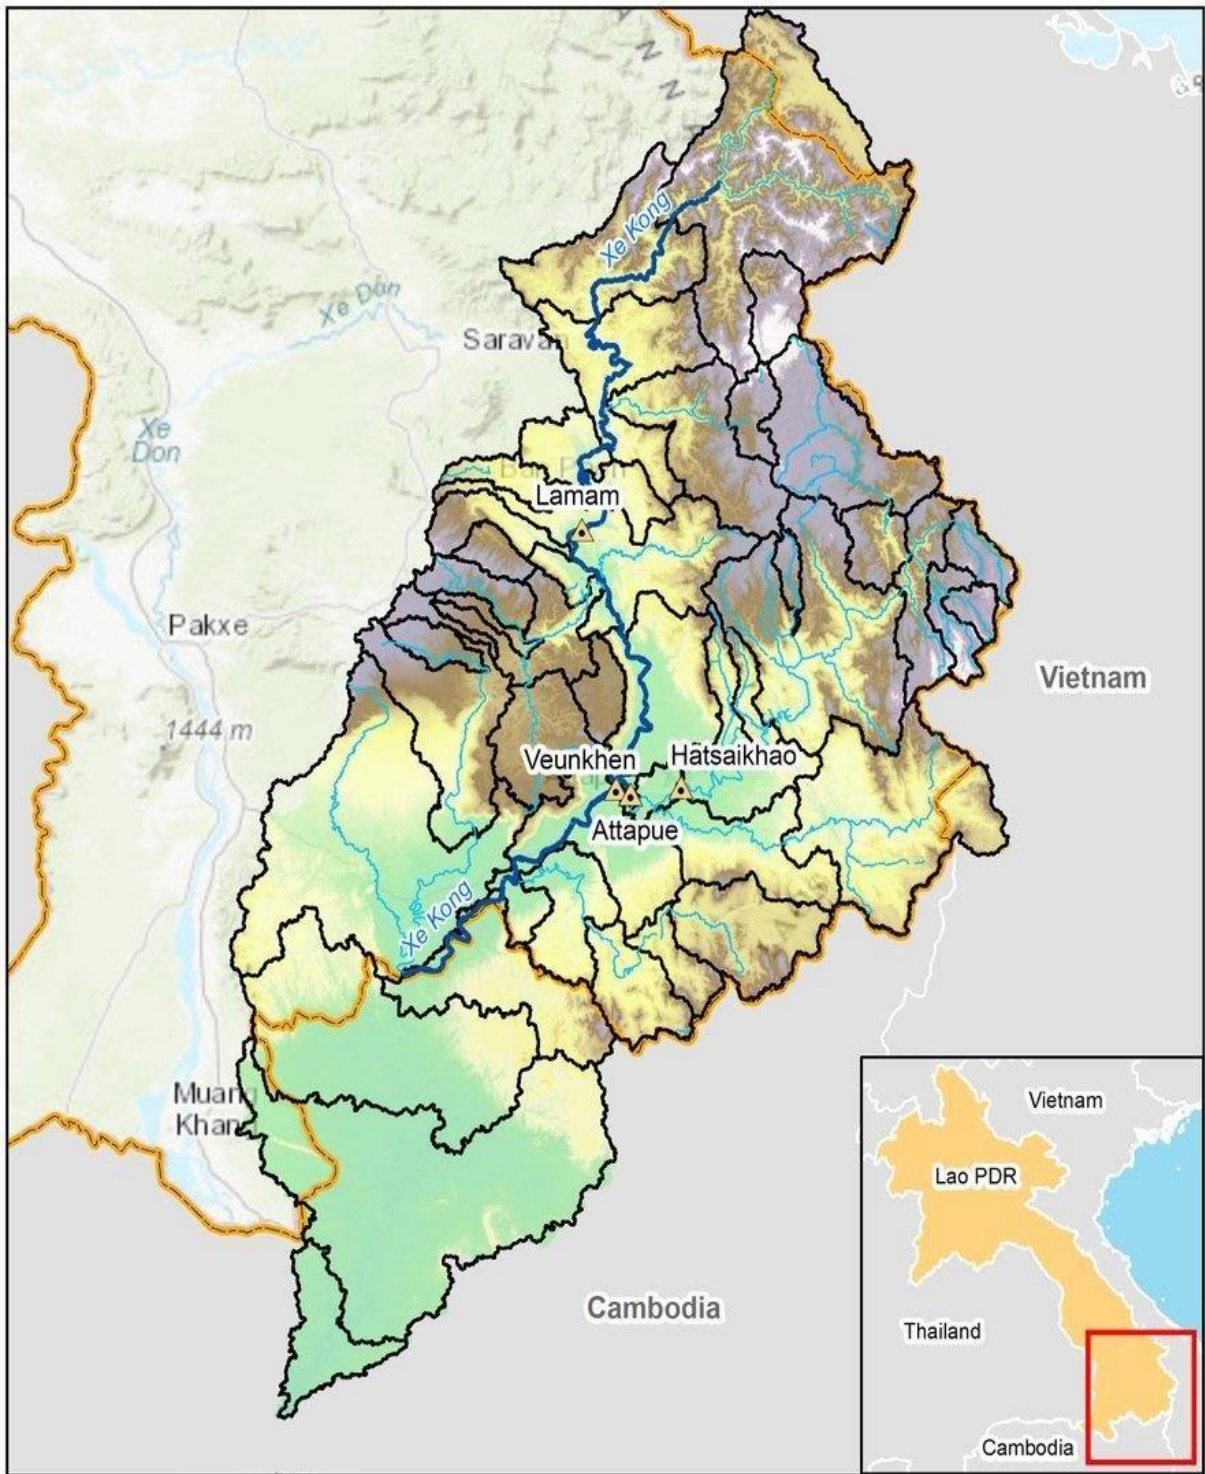 Xe Kong
Xe Don
Saravan
Xe
Don
Lamam
Pakxe
Vietnam
1444 m
Veunkhen
Hatsaikhao
Attapue
Xe Kong
Muang
Khang
Vietnam
Lao PDR
Cambodia
Thailand
Cambodia